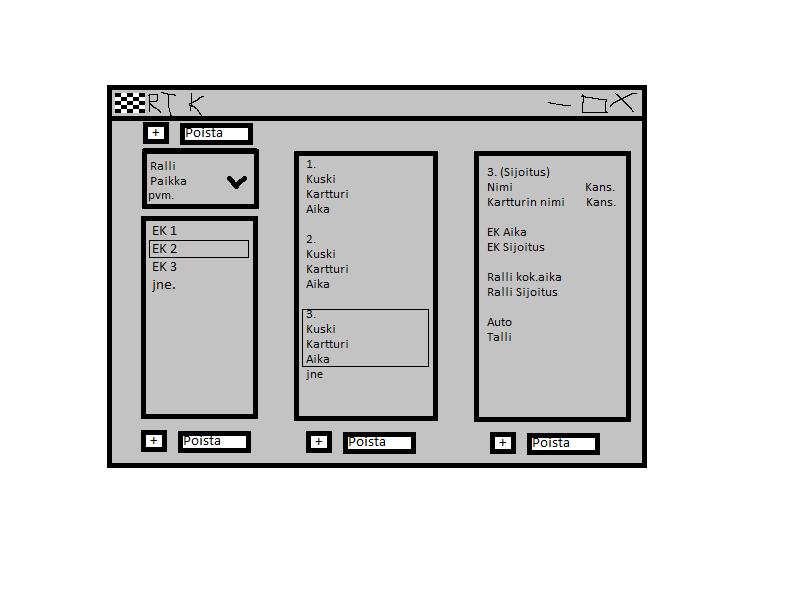 RTK
+ Poista
Ralli
Paikka
pvm.
EK 1
EK 2
EK 3
jne.
+ Poista
1.
Kuski
Kartturi
Aika
2.
Kuski
Kartturi
Aika
3.
Kuski
Kartturi
Aika
jne
+ Poista
3. (Sijoitus)
Nimi Kans.
Kartturin nimi Kans.
EK Aika
EK Sijoitus
Ralli kok.aika
Ralli Sijoitus
Auto
Talli
+ Poista